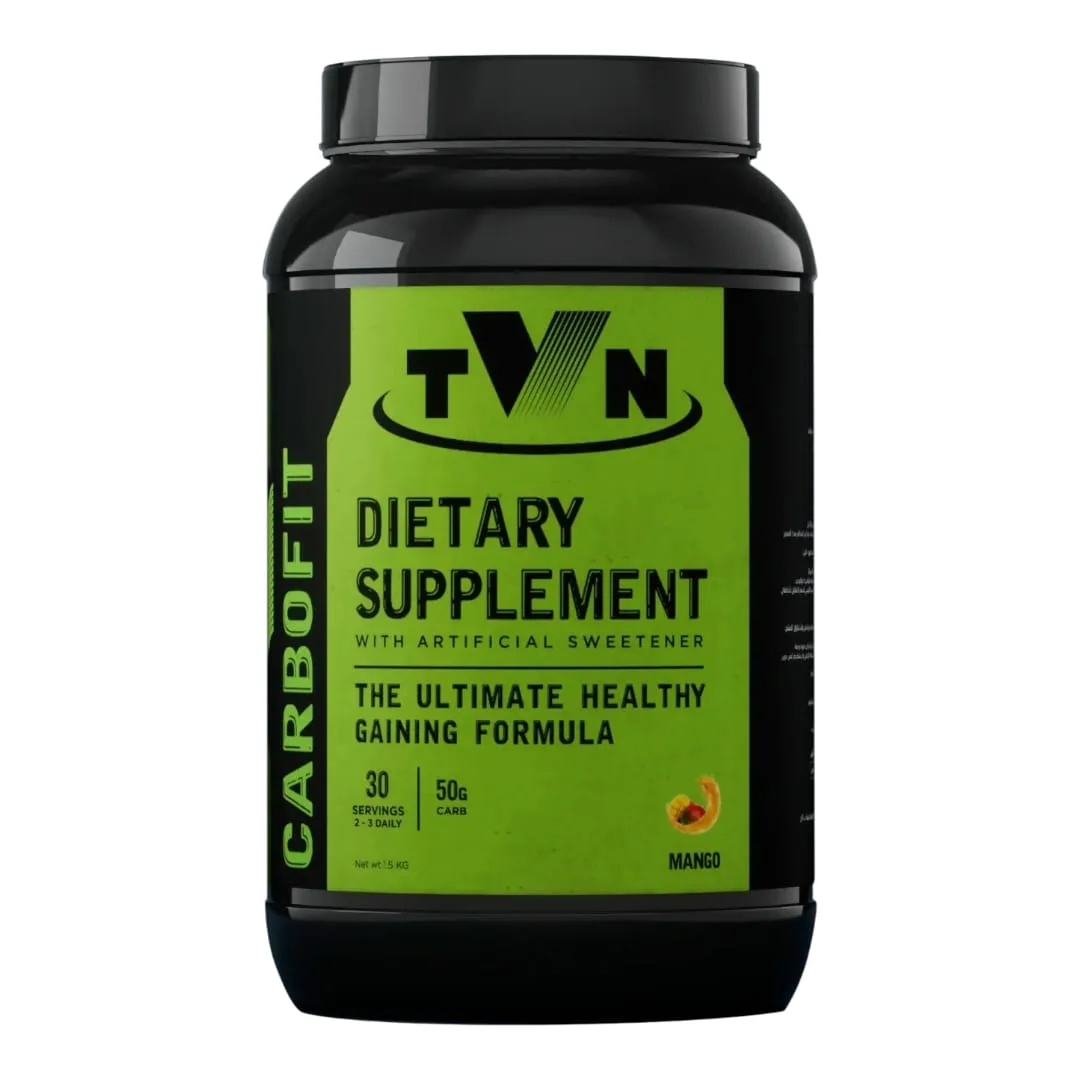 TVN
DIETARY
SUPPLEMENT
WITH ARTIFICIAL SWEETENER
THE ULTIMATE HEALTHY
GAINING FORMULA
30
SERVINGS
2 - 3 DAILY
50G
CARB
Net wt 1.5 KG
MANGO
CARBOFIT